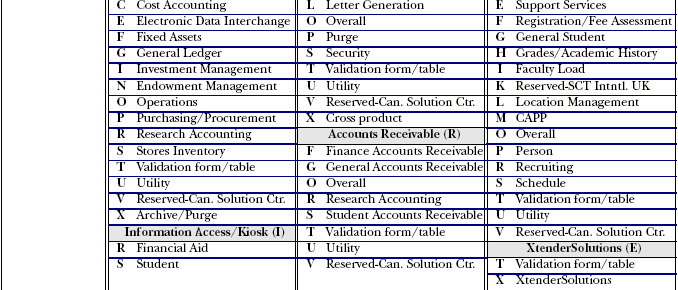 C Cost Accounting
E Electronic Data Interchange
F Fixed Assets
G General Ledger
I Investment Management
N Endowment Management
O Operations
P Purchasing/Procurement
R Research Accounting
S Stores Inventory
T Validation form/table
U Utility
V Reserved-Can. Solution Ctr.
X Archive/Purge
Information Access/Kiosk (I)
R Financial Aid
S Student
L Letter Generation
O Overall
P Purge
S Security
T Validation form/table
U Utility
V Reserved-Can. Solution Ctr.
X Cross product
Accounts Receivable (R)
F Finance Accounts Receivable
G General Accounts Receivable
O Overall
R Research Accounting
S Student Accounts Receivable
T Validation form/table
U Utility
V Reserved-Can. Solution Ctr.
E Support Services
F Registration/Fee Assessment
G General Student
H Grades/Academic History
I Faculty Load
K Reserved-SCT Intntl. UK
L Location Management
M CAPP
O Overall
P Person
R Recruiting
S Schedule
T Validation form/table
U Utility
V Reserved-Can. Solution Ctr.
XtenderSolutions (E)
T Validation form/table
X XtenderSolutions